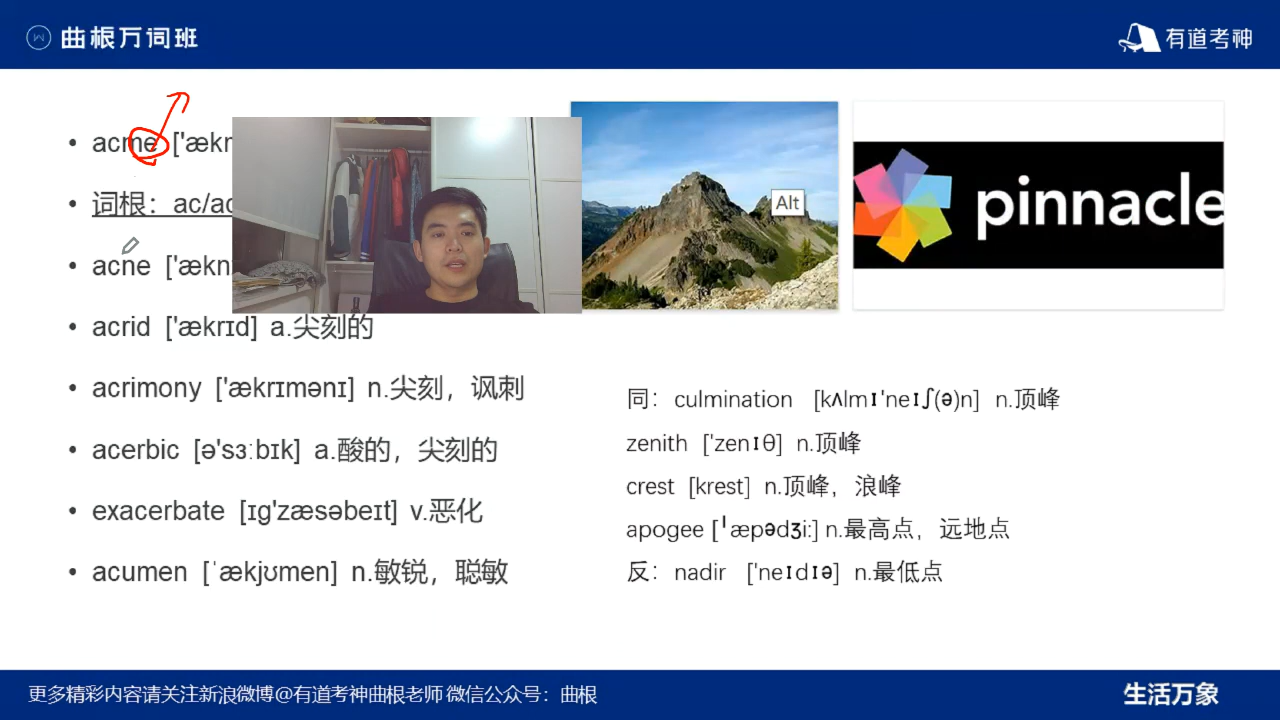 曲根万词班
有道考神
acme ['ækr
词根：ac/ac
acne ['ækn
acrid ['ækrɪd] a.尖刻的
acrimony ['ækrɪmənɪ] n.尖刻，讽刺
acerbic [ə'sɜːbɪk] a.酸的，尖刻的
exacerbate [ɪg'zæsəbeɪt] v.恶化
acumen [ˈækjʊmen] n.敏锐，聪敏
Alt
pinnacle
同：culmination [kʌlmɪ'neɪʃ(ə)n] n.顶峰
zenith ['zenɪθ] n.顶峰
crest [krest] n.顶峰，浪峰
apogee [ˈæpədʒiː] n.最高点，远地点
反：nadir ['neɪdɪə] n.最低点
更多精彩内容请关注新浪微博@有道考神曲根老师 微信公众号：曲根
生活万象